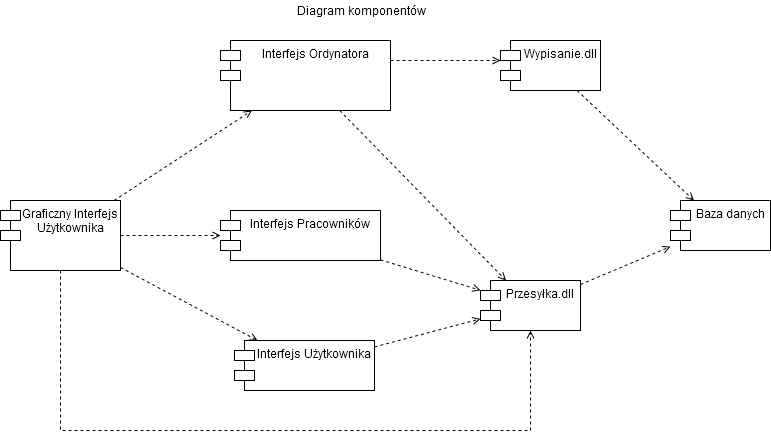 Diagram komponentów
Interfejs Ordynatora
Wypisanie.dll
Graficzny Interfejs
Użytkownika
Interfejs Pracowników
Baza danych
Przesyłka.dll
Interfejs Użytkownika